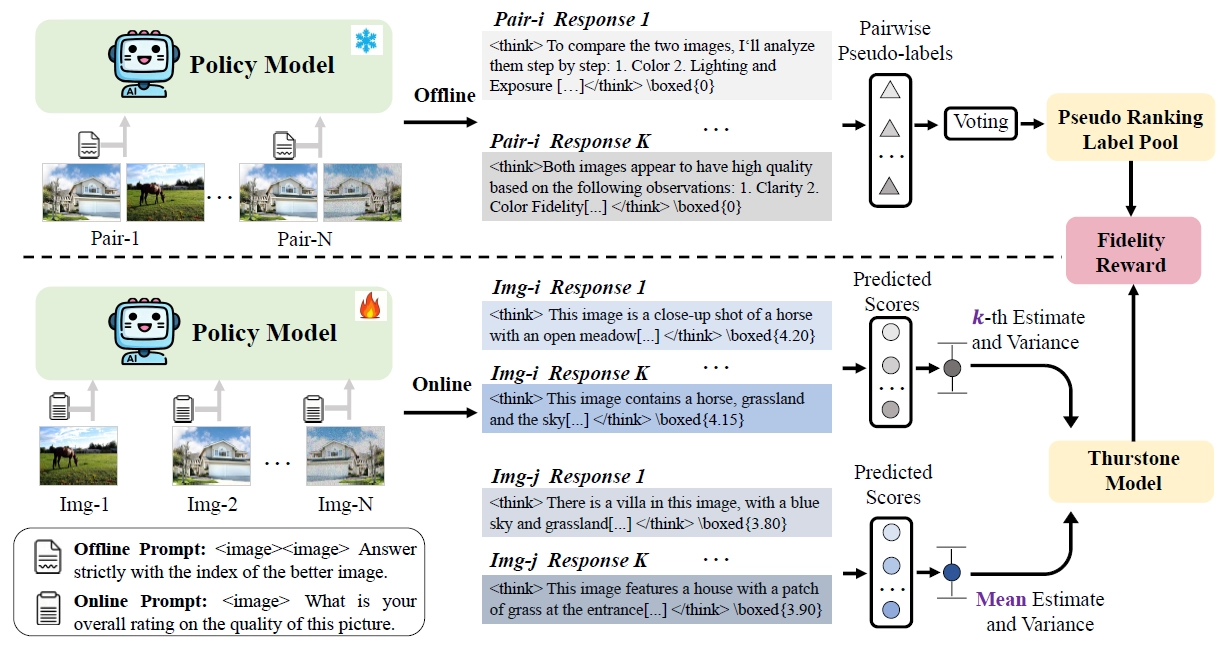 Policy Model
AI
Pair-1
Pair-N
Offline
Pair-i Response 1
<think> To compare the two images, I'll analyze
them step by step: 1. Color 2. Lighting and
Exposure […]</think> \boxed{0}
...
Pair-i Response K
<think>Both images appear to have high quality
based on the following observations: 1. Clarity 2.
Color Fidelity[...] </think> \boxed{0}
Pairwise
Pseudo-labels
...
Voting
Pseudo Ranking
Label Pool
Fidelity
Reward
Policy Model
AI
Img-1
Img-2
...
Img-N
Online
Img-i Response 1
<think> This image is a close-up shot of a horse
with an open meadow[...] </think> \boxed{4.20}
...
Img-i Response K
<think> This image contains a horse, grassland
and the sky[...] </think> \boxed{4.15}
Predicted
Scores
...
k-th Estimate
and Variance
Img-j Response 1
<think> There is a villa in this image, with a blue
sky and grassland[...] </think> \boxed{3.80}
...
Img-j Response K
<think> This image features a house with a patch
of grass at the entrance[...] </think> \boxed{3.90}
Predicted
Scores
...
Mean Estimate
and Variance
Thurstone
Model
Offline Prompt: <image><image> Answer
strictly with the index of the better image.
Online Prompt: <image> What is your
overall rating on the quality of this picture.